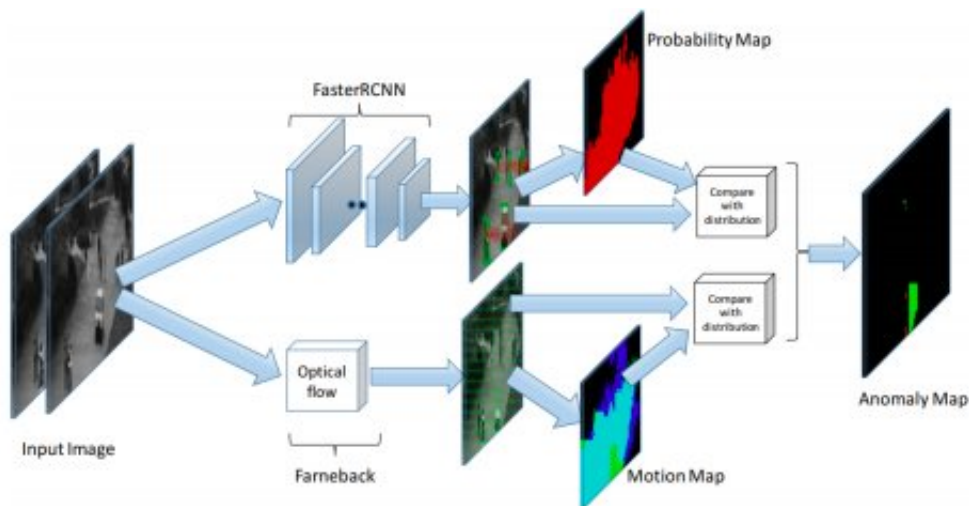 Probability Map
FasterRCNN
Compare
with
distribution
Compare
with
distribution
Optical
flow
Anomaly Map
Input Image
Farneback
Motion Map